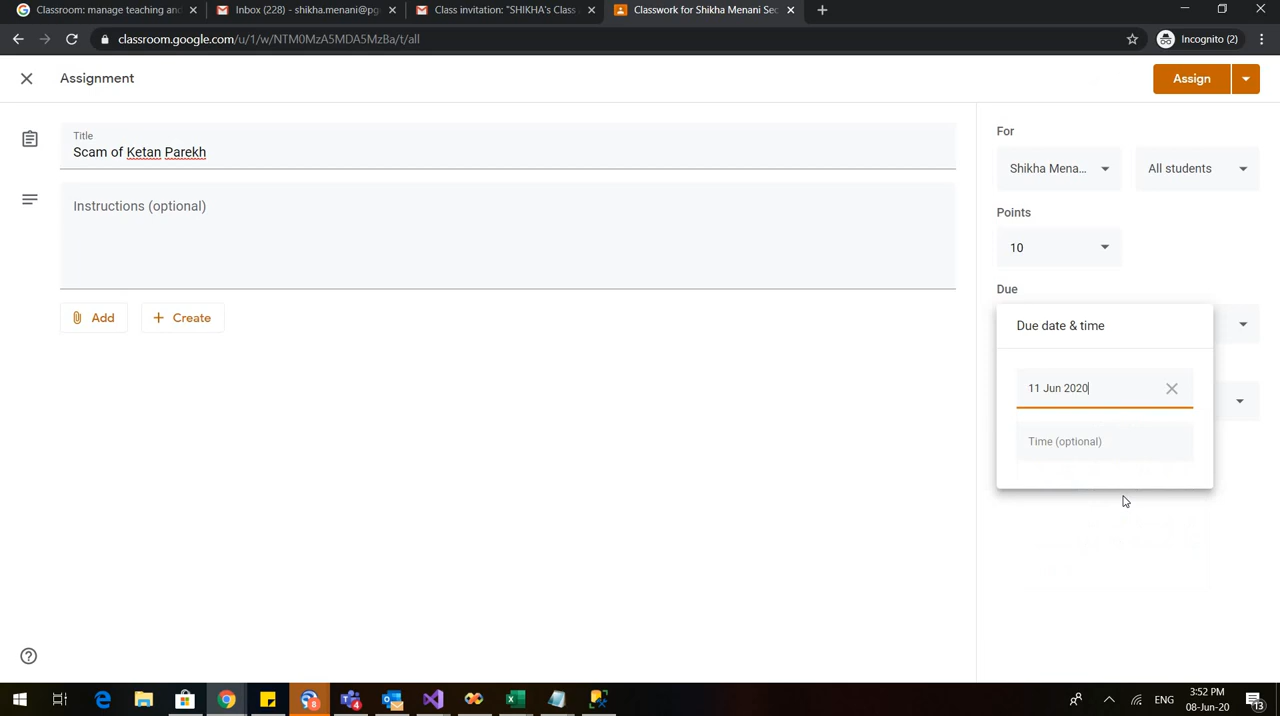 Classroom: manage teaching and
Inbox (228) - shikha.menani@pg
Class invitation: "SHIKHA's Class
Classwork for Shikha Menani Sec
classroom.google.com/u/1/w/NTM0MzA5MDA5MzBa/t/all
Incognito (2)
Assignment
Assign
Title
Scam of Ketan Parekh
Instructions (optional)
Add
Create
For
Shikha Mena...
All students
Points
10
Due
Due date & time
11 Jun 2020
Time (optional)
8
4
ENG
3:52 PM
08-Jun-20
13